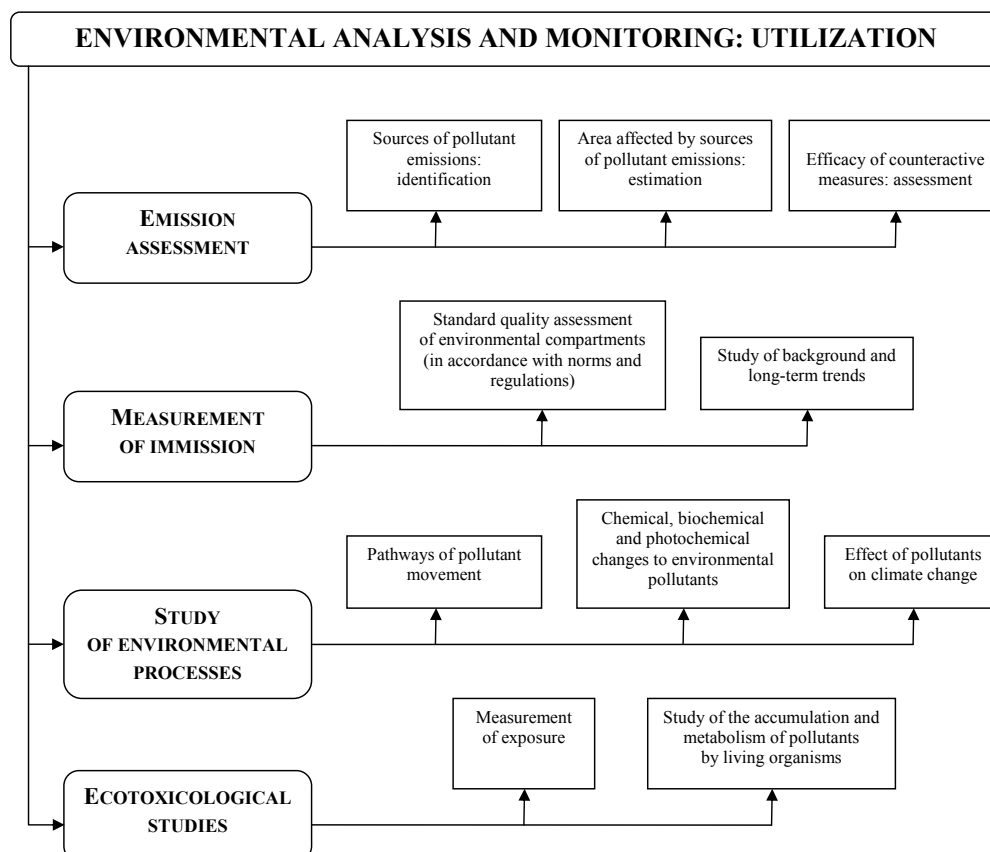 ENVIRONMENTAL ANALYSIS AND MONITORING: UTILIZATION
Sources of pollutant
emissions:
identification
Area affected by sources
of pollutant emissions:
estimation
Efficacy of counteractive
measures: assessment
EMISSION
ASSESSMENT
Standard quality assessment
of environmental compartments
(in accordance with norms and
regulations)
Study of background and
long-term trends
MEASUREMENT
OF IMMISSION
Pathways of pollutant
movement
Chemical, biochemical
and photochemical
changes to environmental
pollutants
Effect of pollutants
on climate change
STUDY
OF ENVIRONMENTAL
PROCESSES
Measurement
of exposure
Study of the accumulation and
metabolism of pollutants
by living organisms
ECOTOXICOLOGICAL
STUDIES